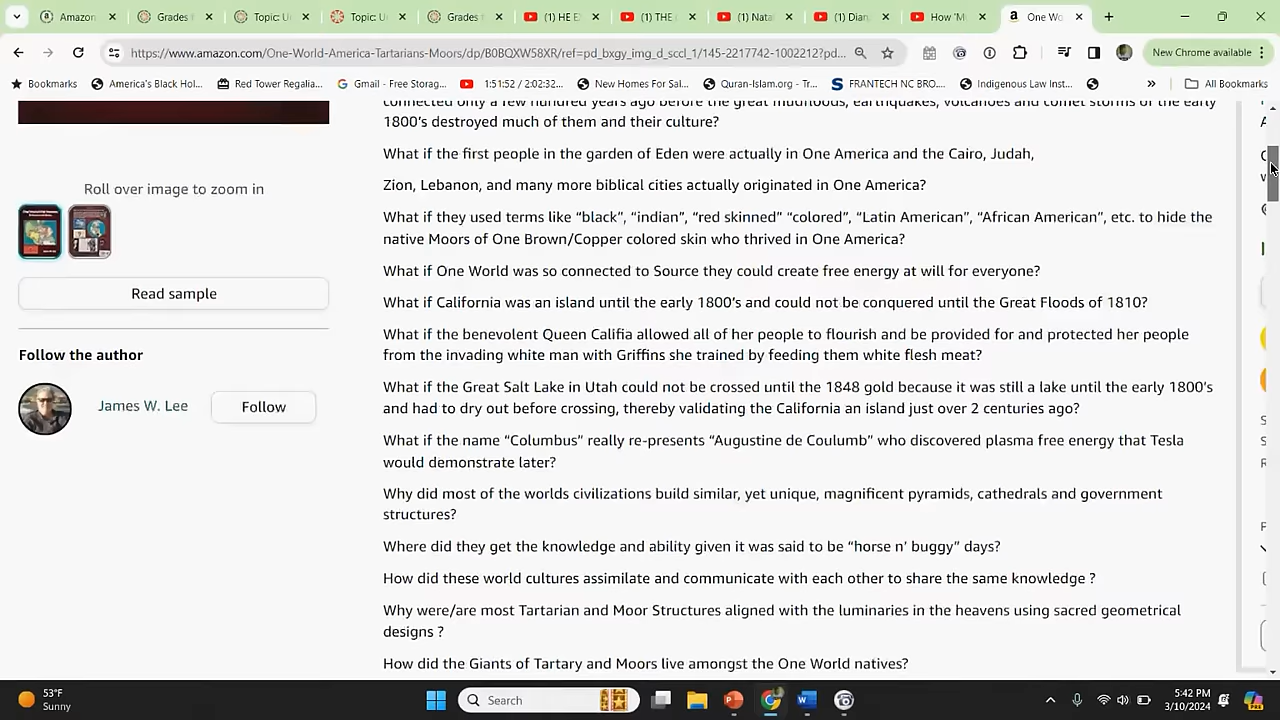 Amazon
Grades f
Topic: U
Topic: U
Grades f
(1) HE E
(1) THE
(1) Nata
(1) Dian
How 'M
One Wo
https://www.amazon.com/One-World-America-Tartarians-Moors/dp/B0BQXW58XR/ref=pd_bxgy_img_d_sccl_1/145-2217742-1002212?pd...
New Chrome available
Bookmarks
America's Black Hol...
Red Tower Regalia...
Gmail - Free Storag...
1:51:52 / 2:02:32...
New Homes For Sal...
Quran-Islam.org - Tr...
FRANTECH NC BRO...
Indigenous Law Inst...
All Bookmarks
connected only a few hundred years ago before the great mudfloods, earthquakes, volcanoes and comet storms of the early
1800's destroyed much of them and their culture?
What if the first people in the garden of Eden were actually in One America and the Cairo, Judah,
Zion, Lebanon, and many more biblical cities actually originated in One America?
What if they used terms like “black”, “indian”, “red skinned” “colored”, “Latin American”, “African American”, etc. to hide the
native Moors of One Brown/Copper colored skin who thrived in One America?
What if One World was so connected to Source they could create free energy at will for everyone?
What if California was an island until the early 1800's and could not be conquered until the Great Floods of 1810?
What if the benevolent Queen Califia allowed all of her people to flourish and be provided for and protected her people
from the invading white man with Griffins she trained by feeding them white flesh meat?
What if the Great Salt Lake in Utah could not be crossed until the 1848 gold because it was still a lake until the early 1800's
and had to dry out before crossing, thereby validating the California an island just over 2 centuries ago?
What if the name “Columbus” really re-presents “Augustine de Coulumb” who discovered plasma free energy that Tesla
would demonstrate later?
Why did most of the worlds civilizations build similar, yet unique, magnificent pyramids, cathedrals and government
structures?
Where did they get the knowledge and ability given it was said to be “horse n' buggy” days?
How did these world cultures assimilate and communicate with each other to share the same knowledge ?
Why were/are most Tartarian and Moor Structures aligned with the luminaries in the heavens using sacred geometrical
designs ?
How did the Giants of Tartary and Moors live amongst the One World natives?
Roll over image to zoom in
Read sample
Follow the author
James W. Lee
Follow
53°F
Sunny
Search
5:42 PM
3/10/2024